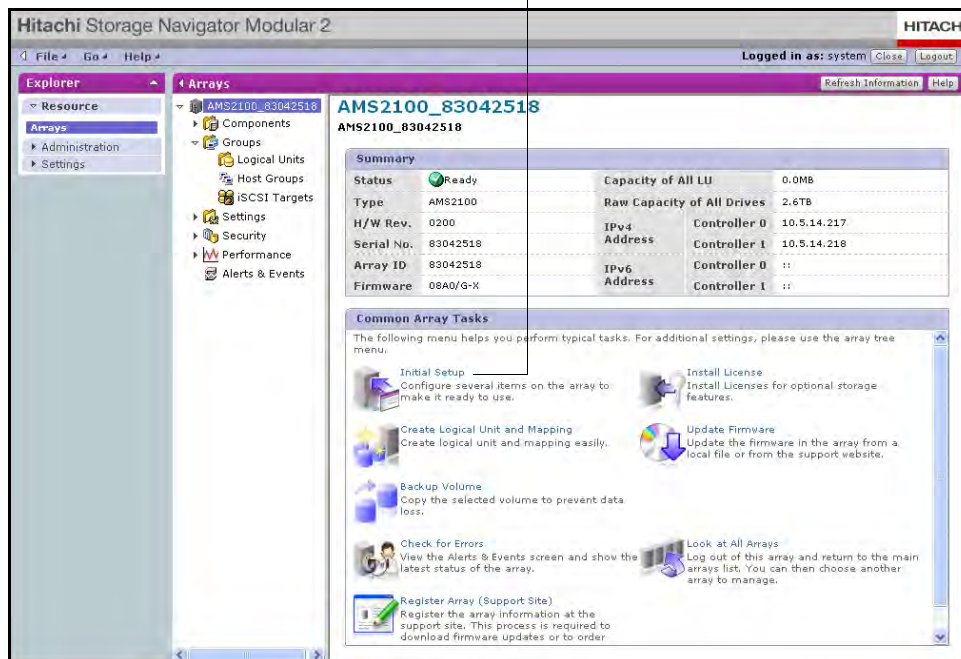 Hitachi Storage Navigator Modular 2
HITACH
File Go Help
Logged in as: system Close Logout
Explorer
Arrays
Refresh Information Help
Resource
Arrays
Administration
Settings
AMS2100_83042518
Components
Groups
Logical Units
Host Groups
iSCSI Targets
Settings
Security
Performance
Alerts & Events
AMS2100_83042518
AMS2100_83042518
Summary
Status Ready Capacity of All LU 0.0MB
Type AMS2100 Raw Capacity of All Drives 2.6TB
H/W Rev. 0200 IPv4 Address Controller 0 10.5.14.217
Serial No. 83042518 Controller 1 10.5.14.218
Array ID 83042518 IPv6 Address Controller 0 ::
Firmware 08A0/G-X Controller 1 ::
Common Array Tasks
The following menu helps you perform typical tasks. For additional settings, please use the array tree
menu.
Initial Setup
Configure several items on the array to
make it ready to use.
Install License
Install Licenses for optional storage
features.
Create Logical Unit and Mapping
Create logical unit and mapping easily.
Update Firmware
Update the firmware in the array from a
local file or from the support website.
Backup Volume
Copy the selected volume to prevent data
loss.
Check for Errors
View the Alerts & Events screen and show the
latest status of the array.
Look at All Arrays
Log out of this array and return to the main
arrays list. You can then choose another
array to manage.
Register Array (Support Site)
Register the array information at the
support site. This process is required to
download firmware updates or to order